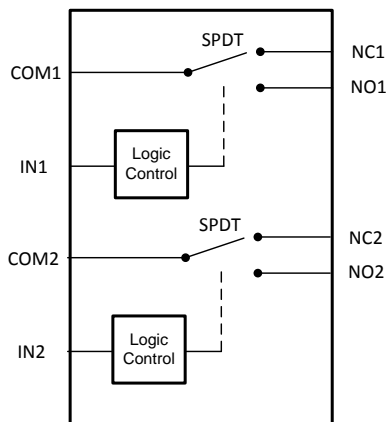 SPDT
NC1
COM1
NO1
IN1
Logic
Control
SPDT
NC2
COM2
NO2
IN2
Logic
Control